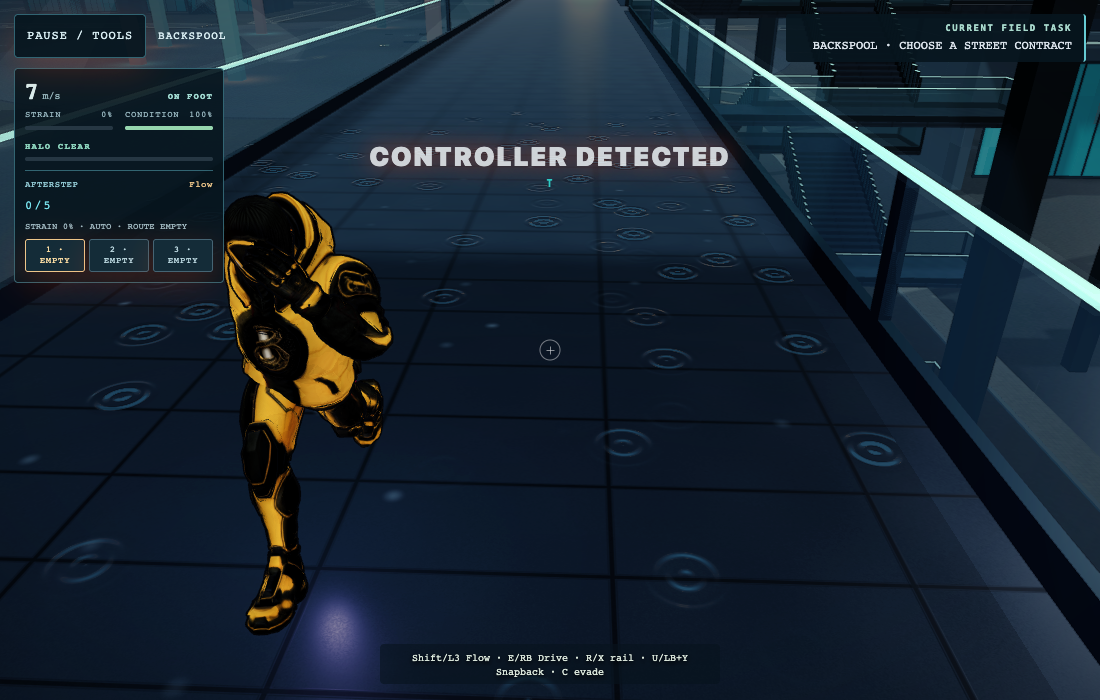 PAUSE / TOOLS
BACKSPOOL
CURRENT FIELD TASK
BACKSPOOL · CHOOSE A STREET CONTRACT
7 m/s
ON FOOT
STRAIN 0%
CONDITION 100%
HALO CLEAR
AFTERSTEP
Flow
0/5
STRAIN 0% · AUTO · ROUTE EMPTY
1 · EMPTY
2 · EMPTY
3 · EMPTY
CONTROLLER DETECTED
T
Shift/L3 Flow · E/RB Drive · R/X rail · U/LB+Y
Snapback · C evade